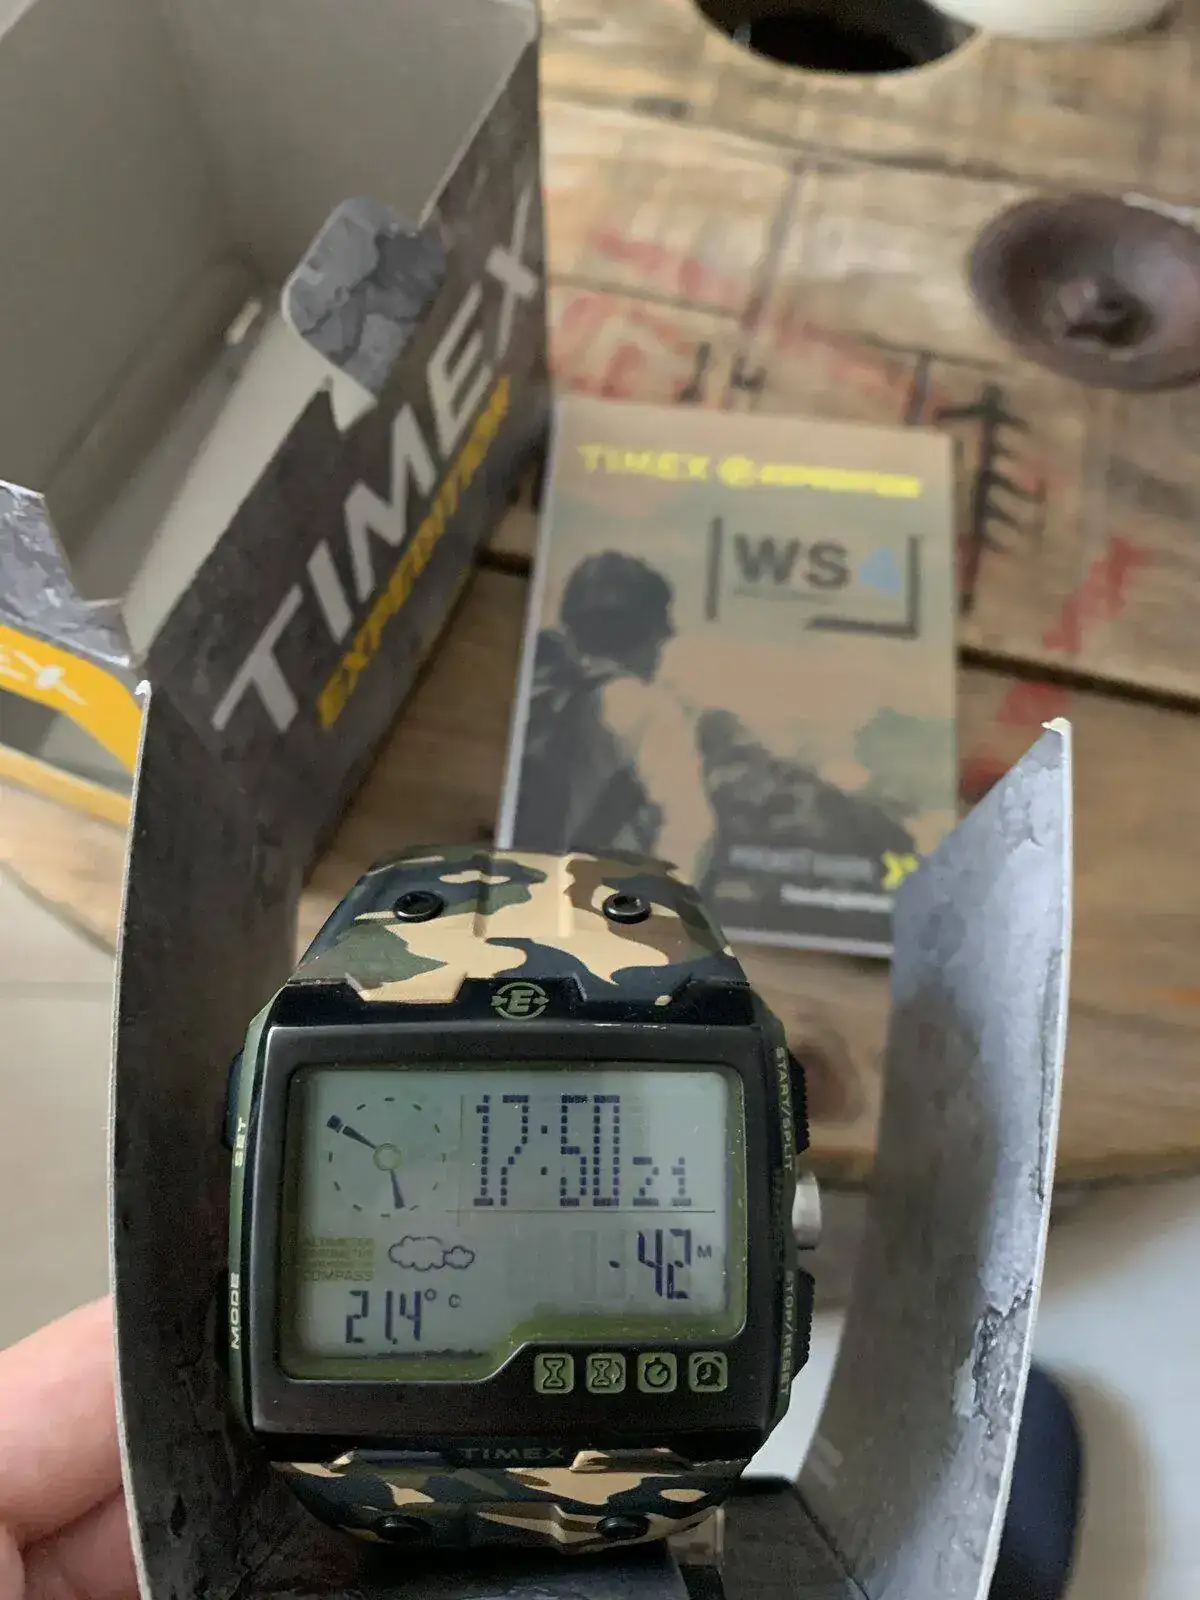 TIMEX
EXPEDITION
TIMEX
WS4
E
SET
START/SPLIT
17:50 21
ALTIMETER
BAROMETER
COMPASS
-42 M
21.4° C
MODE
STOP/RESET
TIMEX